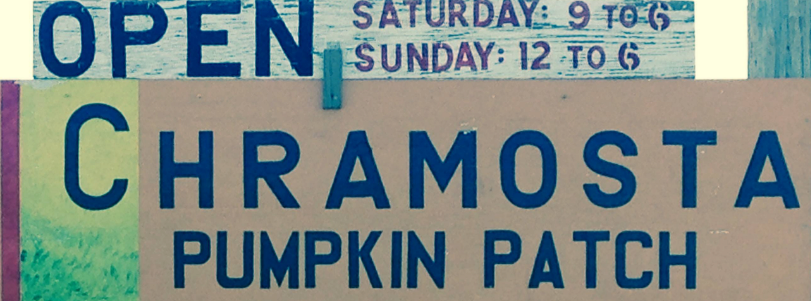 OPEN
SATURDAY: 9 TO 6
SUNDAY: 12 TO 6
CHRAMOSTA
PUMPKIN PATCH